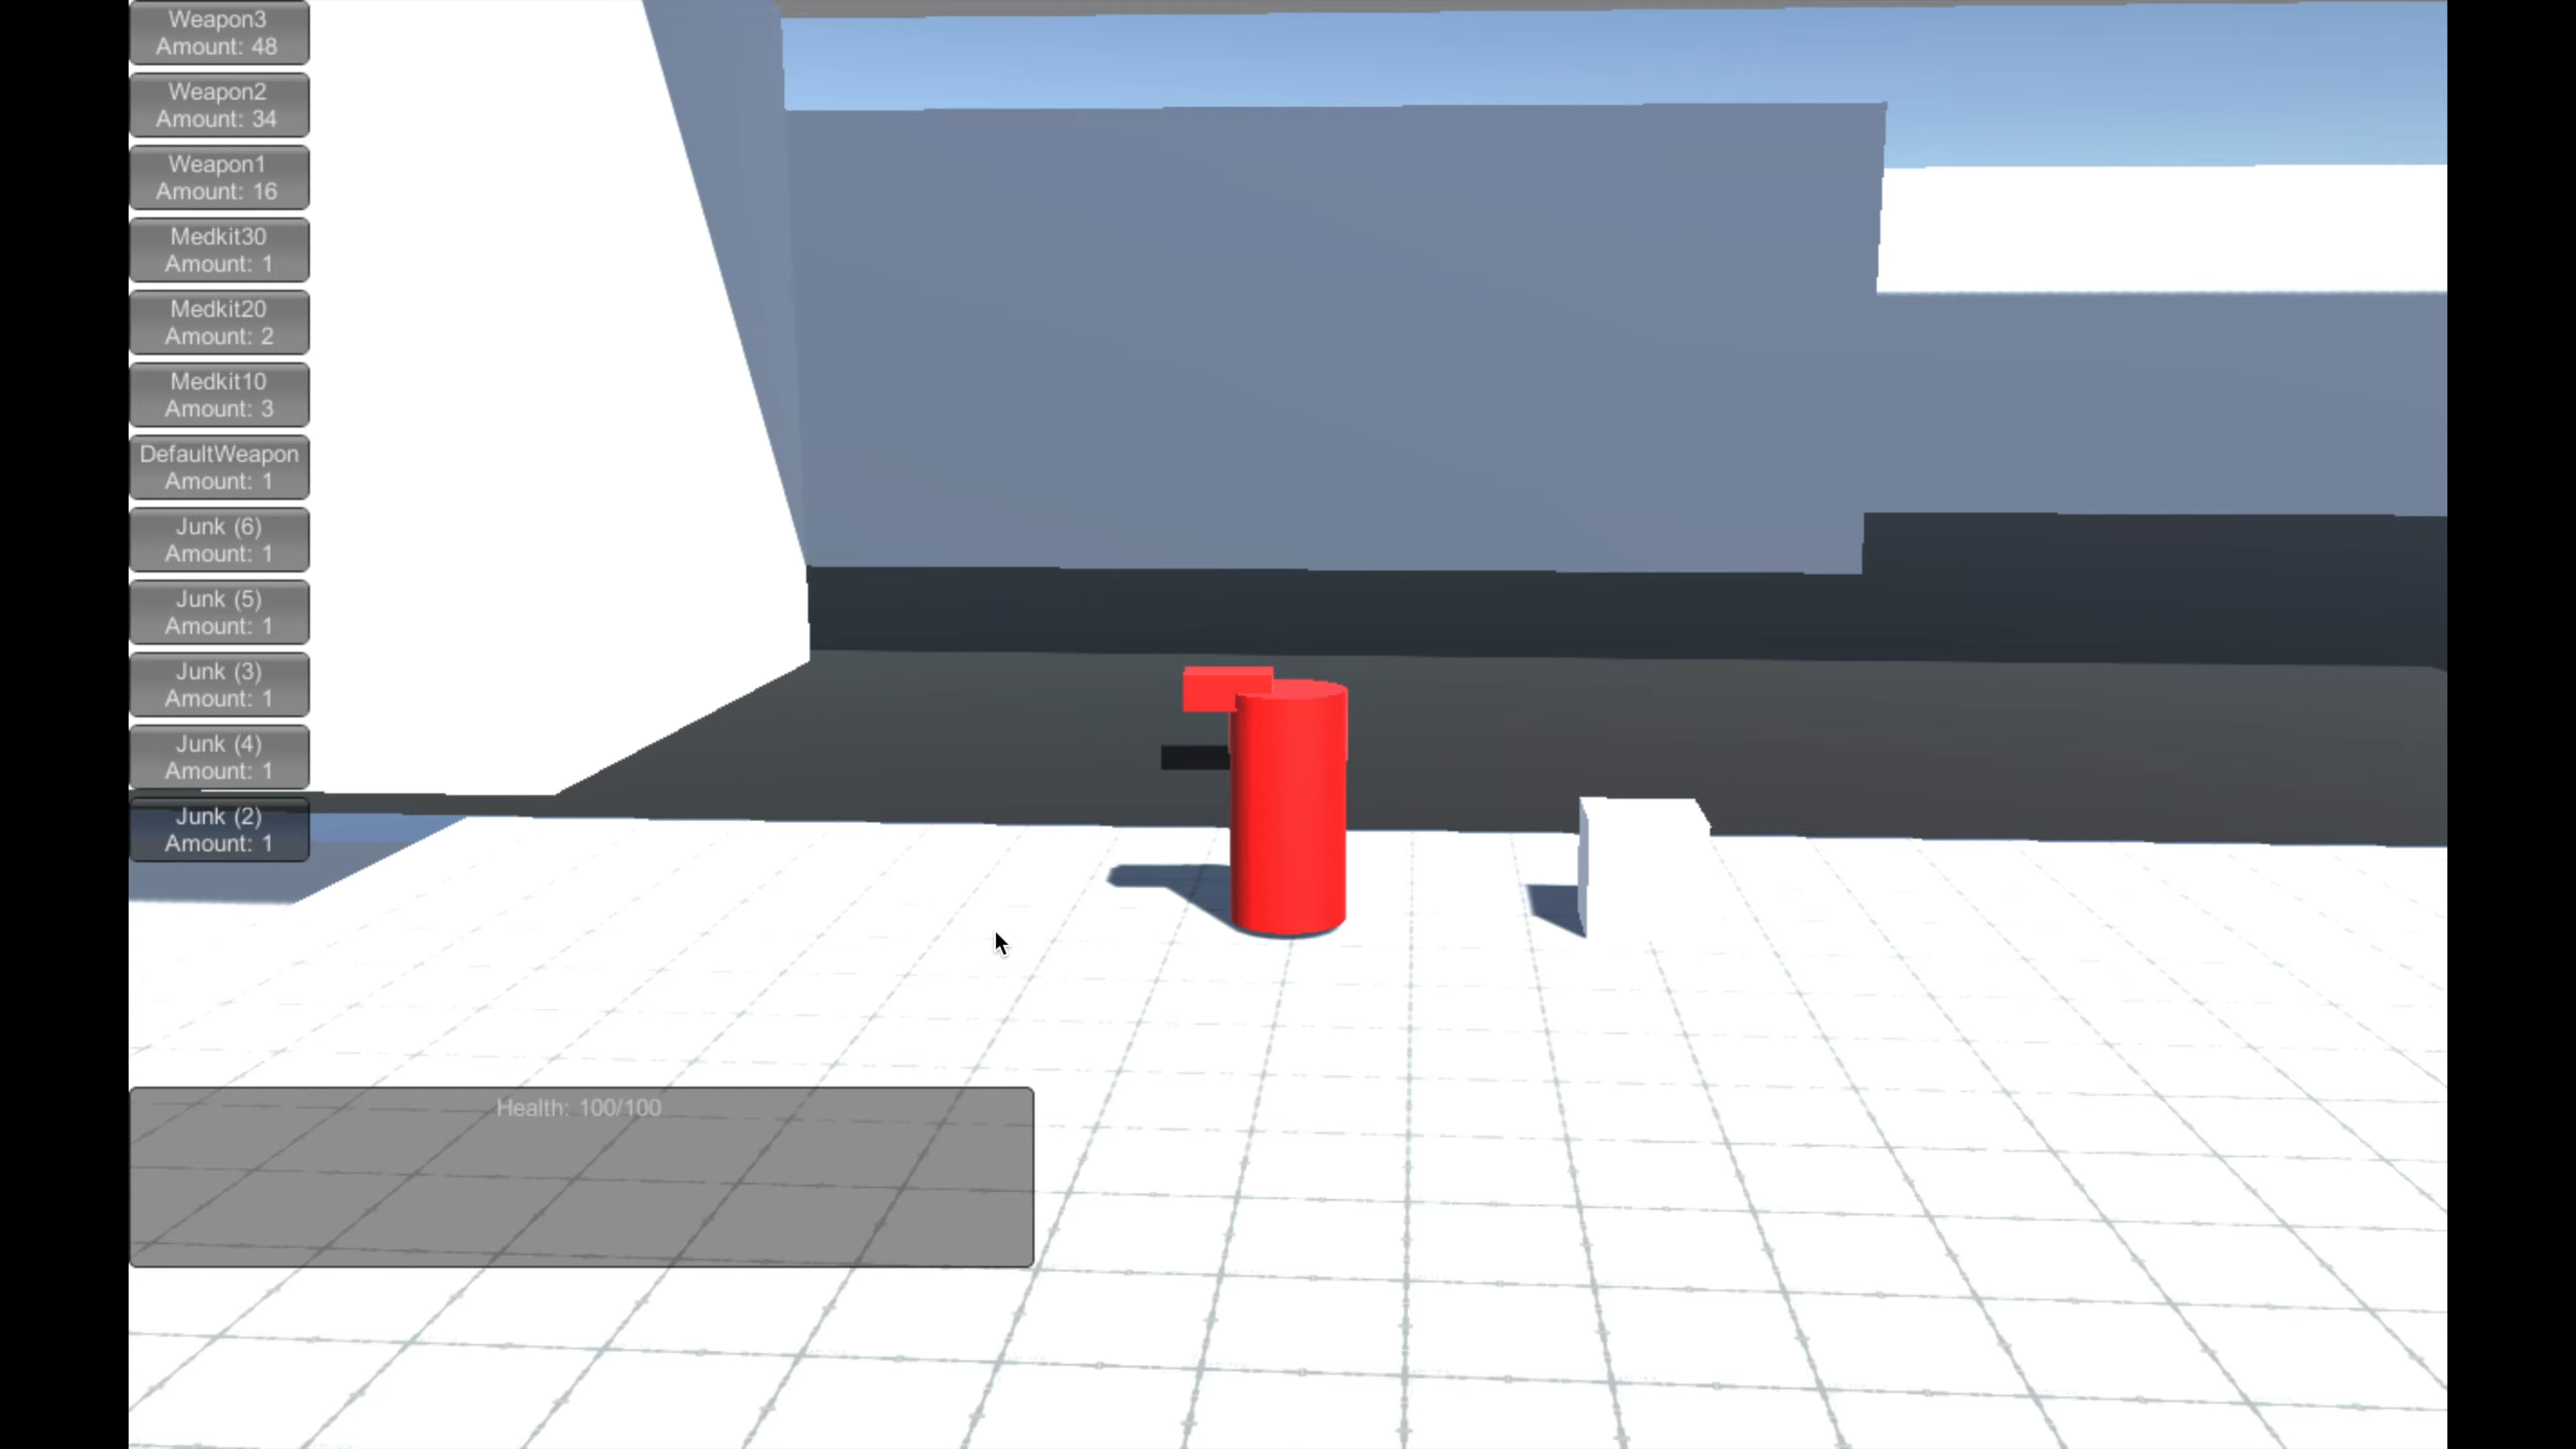 Weapon3
Amount: 48
Weapon2
Amount: 34
Weapon1
Amount: 16
Medkit30
Amount: 1
Medkit20
Amount: 2
Medkit10
Amount: 3
DefaultWeapon
Amount: 1
Junk (6)
Amount: 1
Junk (5)
Amount: 1
Junk (3)
Amount: 1
Junk (4)
Amount: 1
Junk (2)
Amount: 1
Health: 100/100